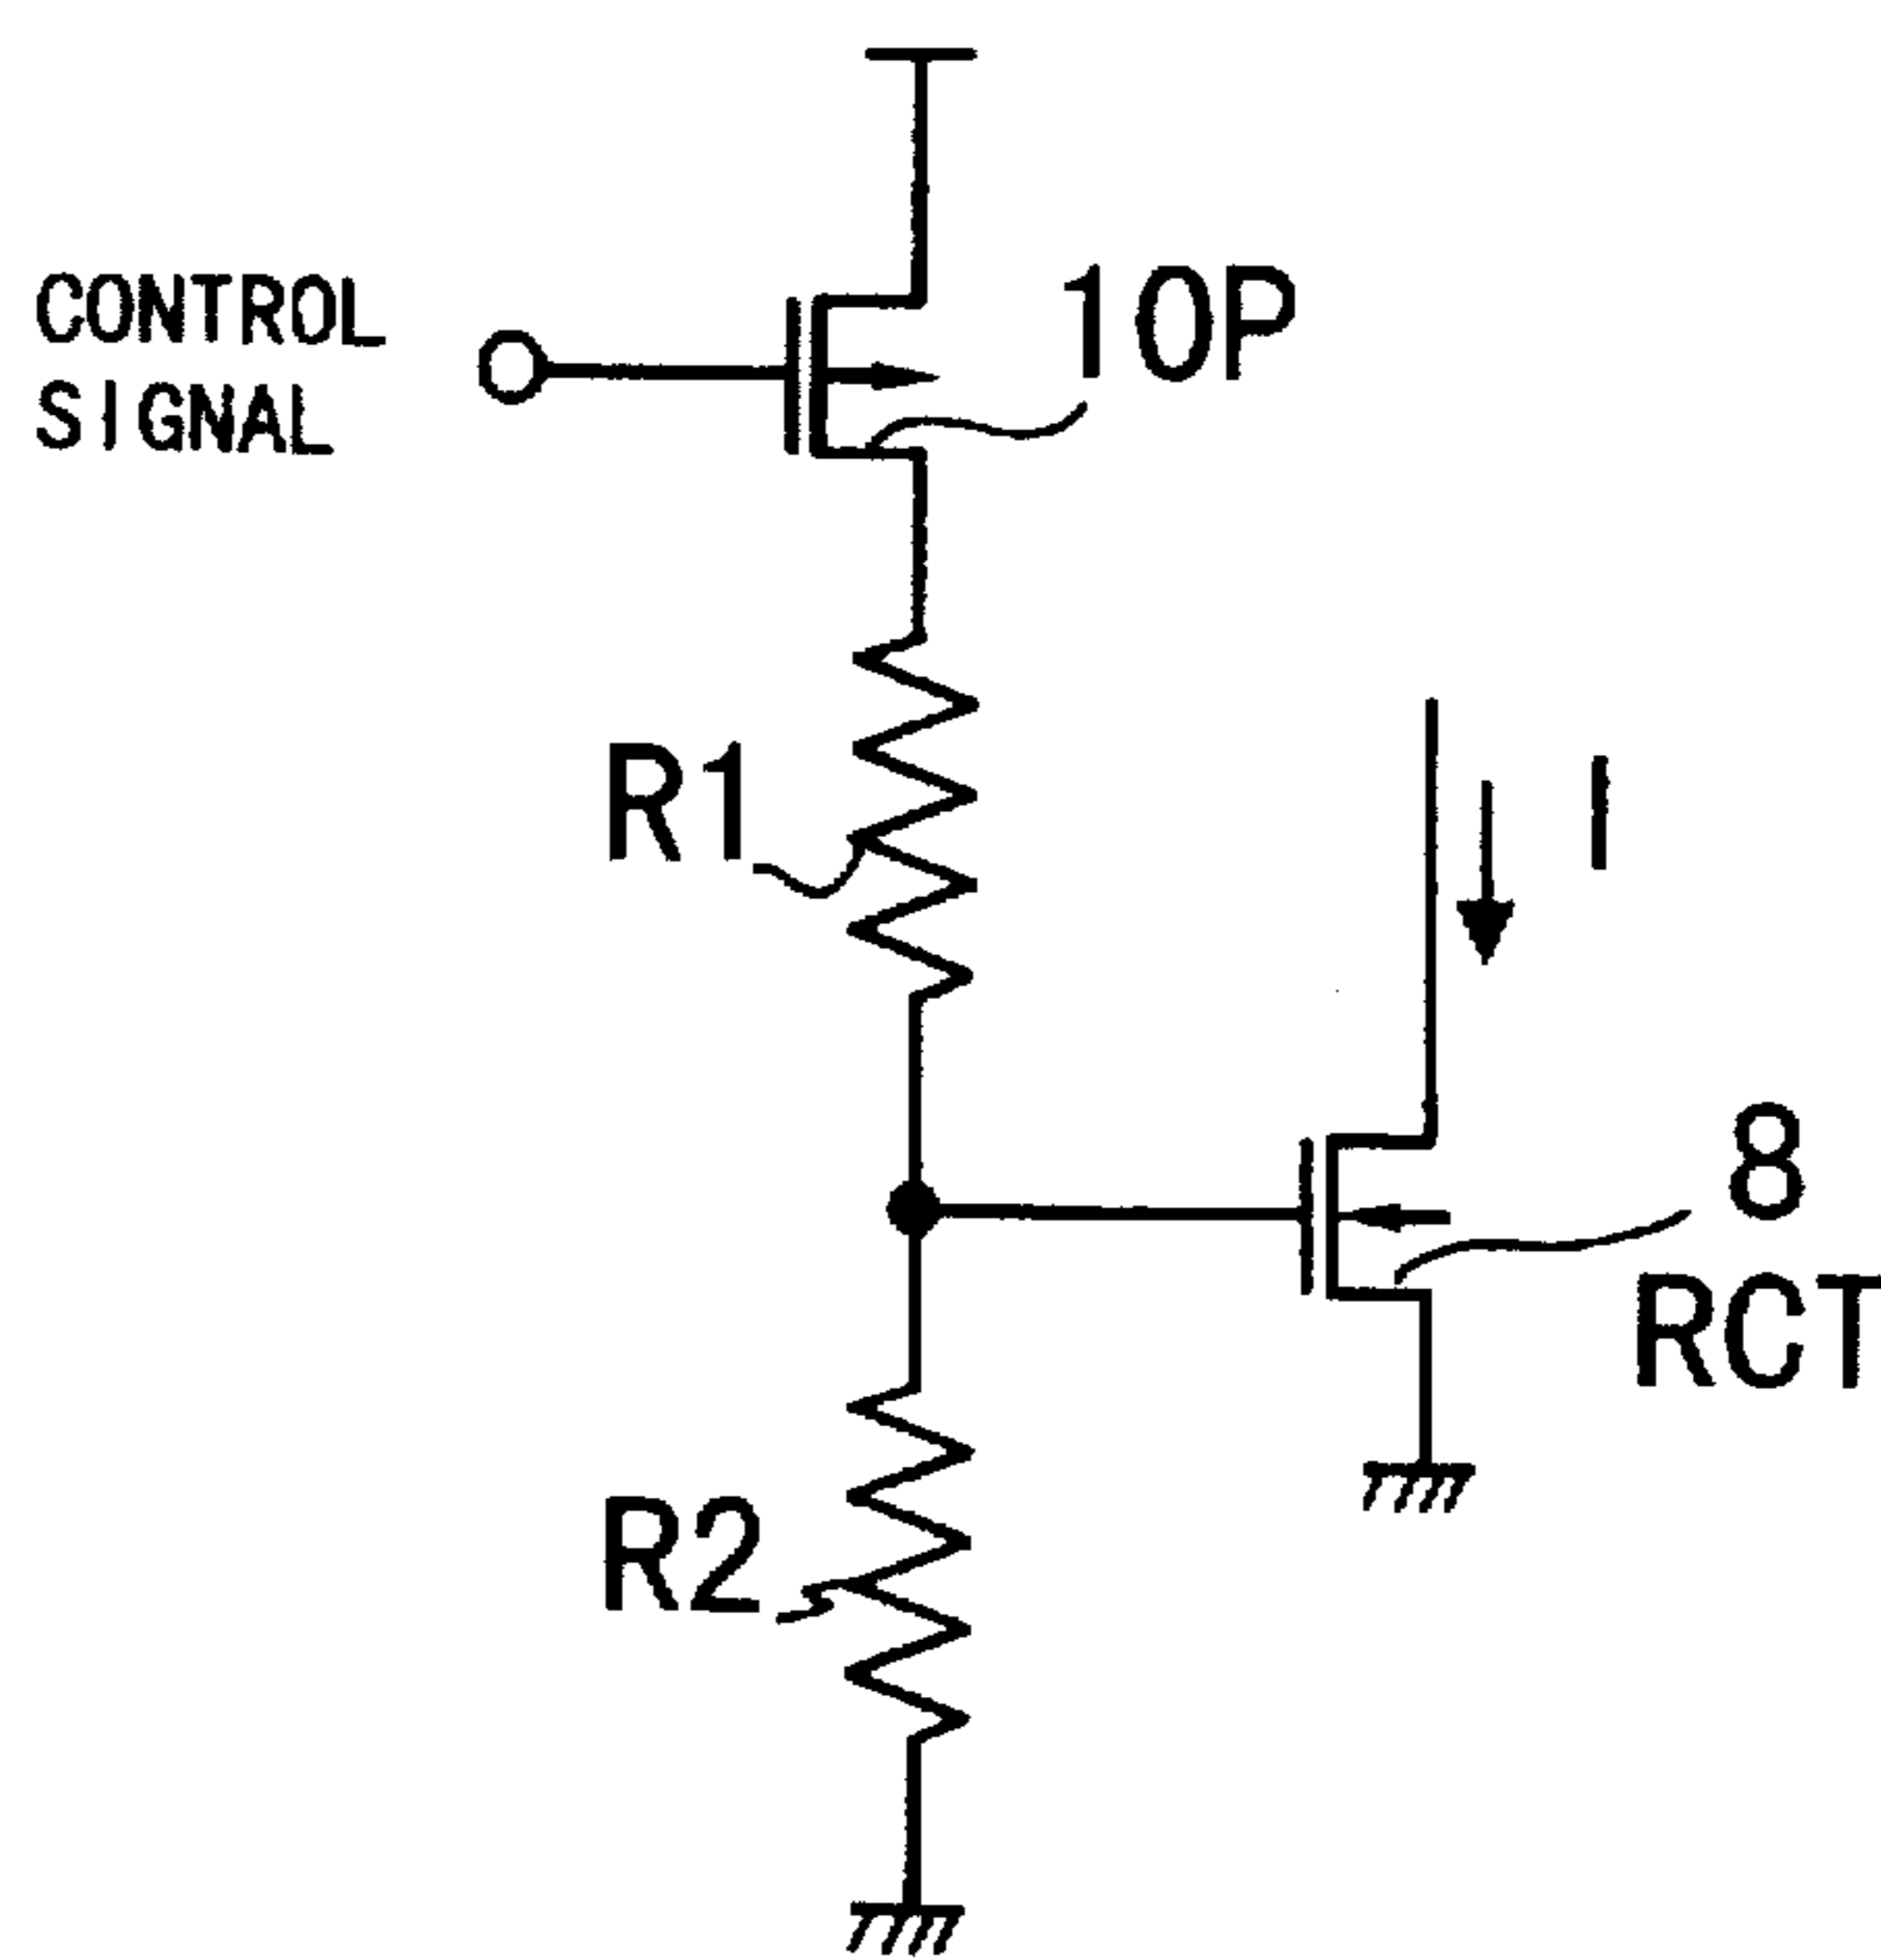 CONTROL
SIGNAL
10P
R1
I
8
RCT
R2